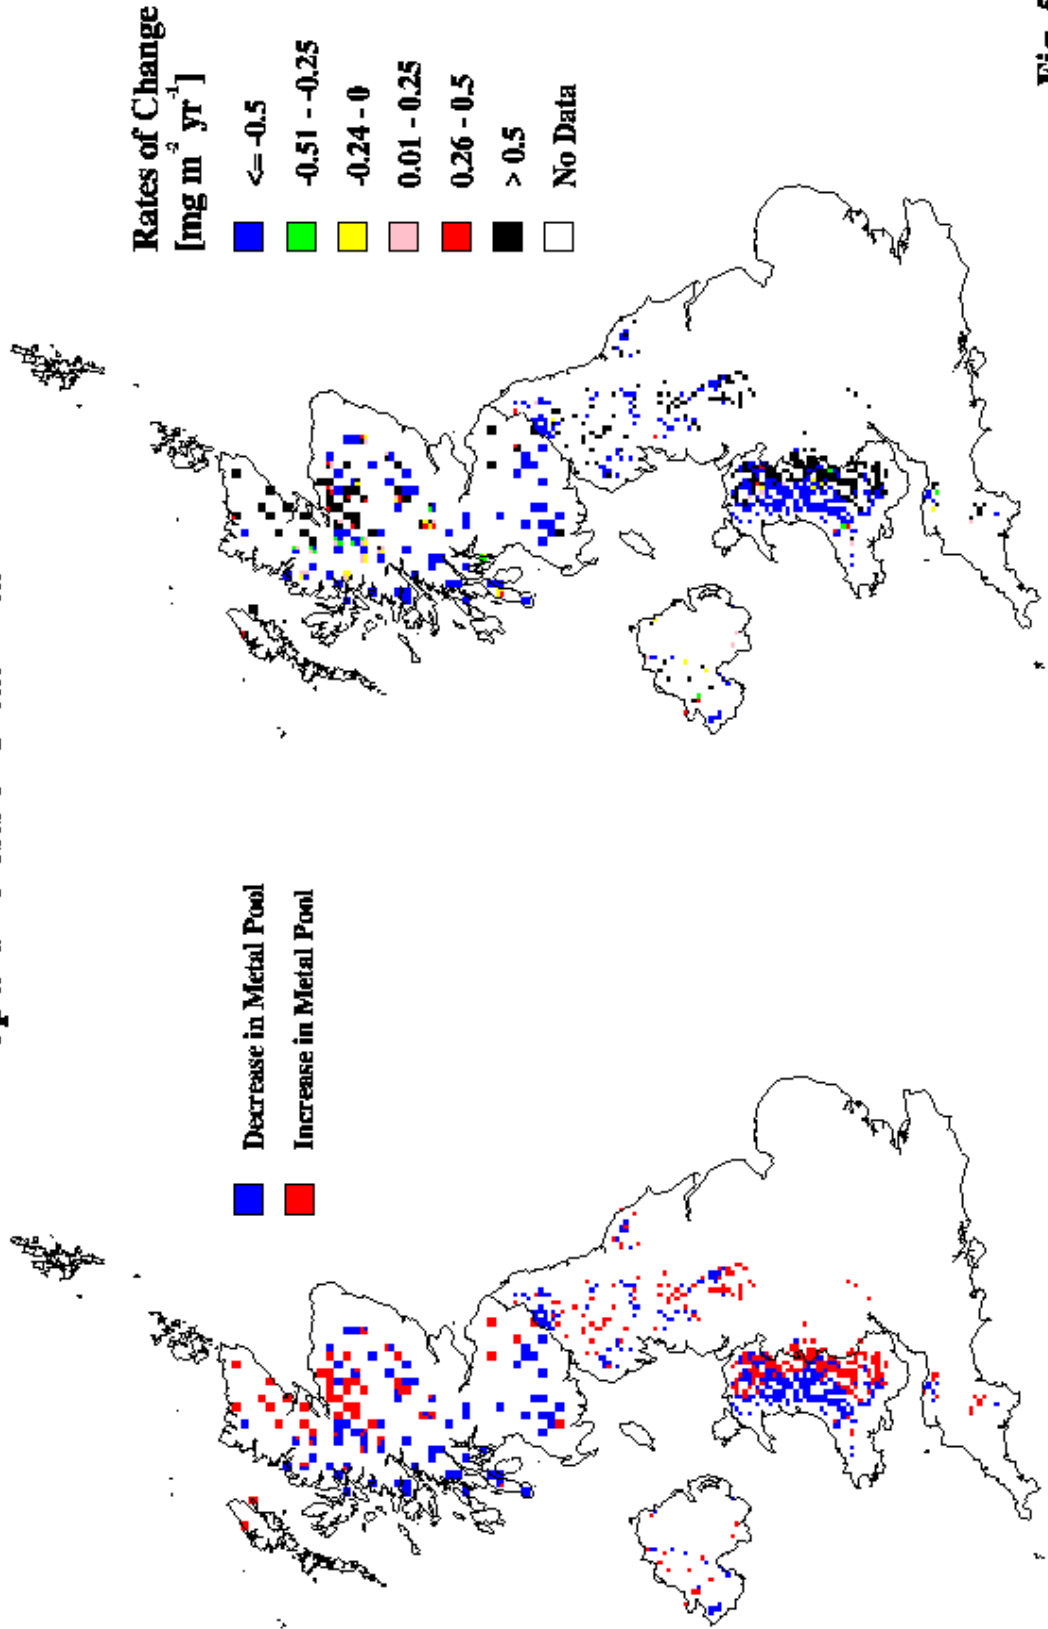 Decrease in Metal Pool
Increase in Metal Pool
Rates of Change
[mg m⁻² yr⁻¹]
<= -0.5
-0.51 - -0.25
-0.24 - 0
0.01 - 0.25
0.26 - 0.5
> 0.5
No Data